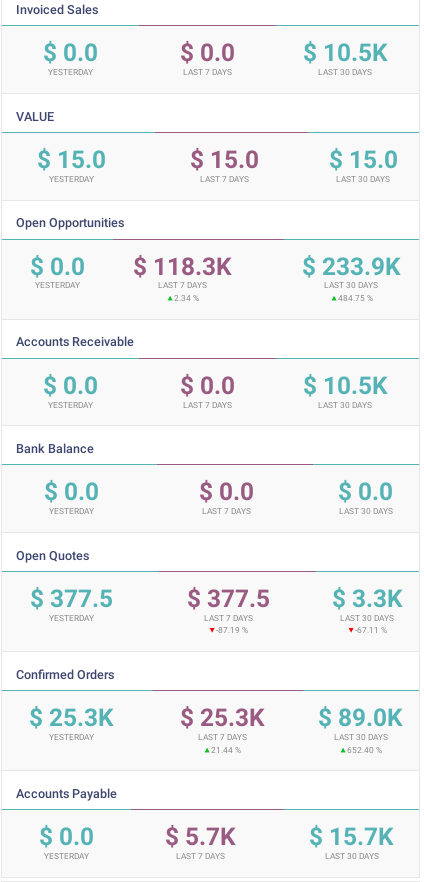 Invoiced Sales
$ 0.0 $ 0.0 $ 10.5K
YESTERDAY LAST 7 DAYS LAST 30 DAYS
VALUE
$ 15.0 $ 15.0 $ 15.0
YESTERDAY LAST 7 DAYS LAST 30 DAYS
Open Opportunities
$ 0.0 $ 118.3K $ 233.9K
YESTERDAY LAST 7 DAYS LAST 30 DAYS
▲2.34 % ▲484.75 %
Accounts Receivable
$ 0.0 $ 0.0 $ 10.5K
YESTERDAY LAST 7 DAYS LAST 30 DAYS
Bank Balance
$ 0.0 $ 0.0 $ 0.0
YESTERDAY LAST 7 DAYS LAST 30 DAYS
Open Quotes
$ 377.5 $ 377.5 $ 3.3K
YESTERDAY LAST 7 DAYS LAST 30 DAYS
▼-87.19 % ▼-67.11 %
Confirmed Orders
$ 25.3K $ 25.3K $ 89.0K
YESTERDAY LAST 7 DAYS LAST 30 DAYS
▲21.44 % ▲652.40 %
Accounts Payable
$ 0.0 $ 5.7K $ 15.7K
YESTERDAY LAST 7 DAYS LAST 30 DAYS